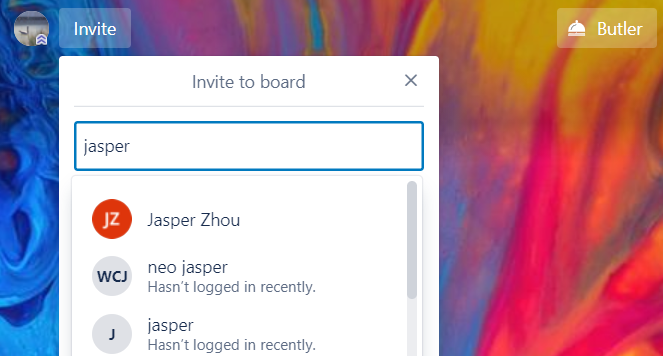 Invite
Butler
Invite to board
jasper
JZ
Jasper Zhou
WCJ
neo jasper
Hasn't logged in recently.
J
jasper
Hasn't logged in recently.